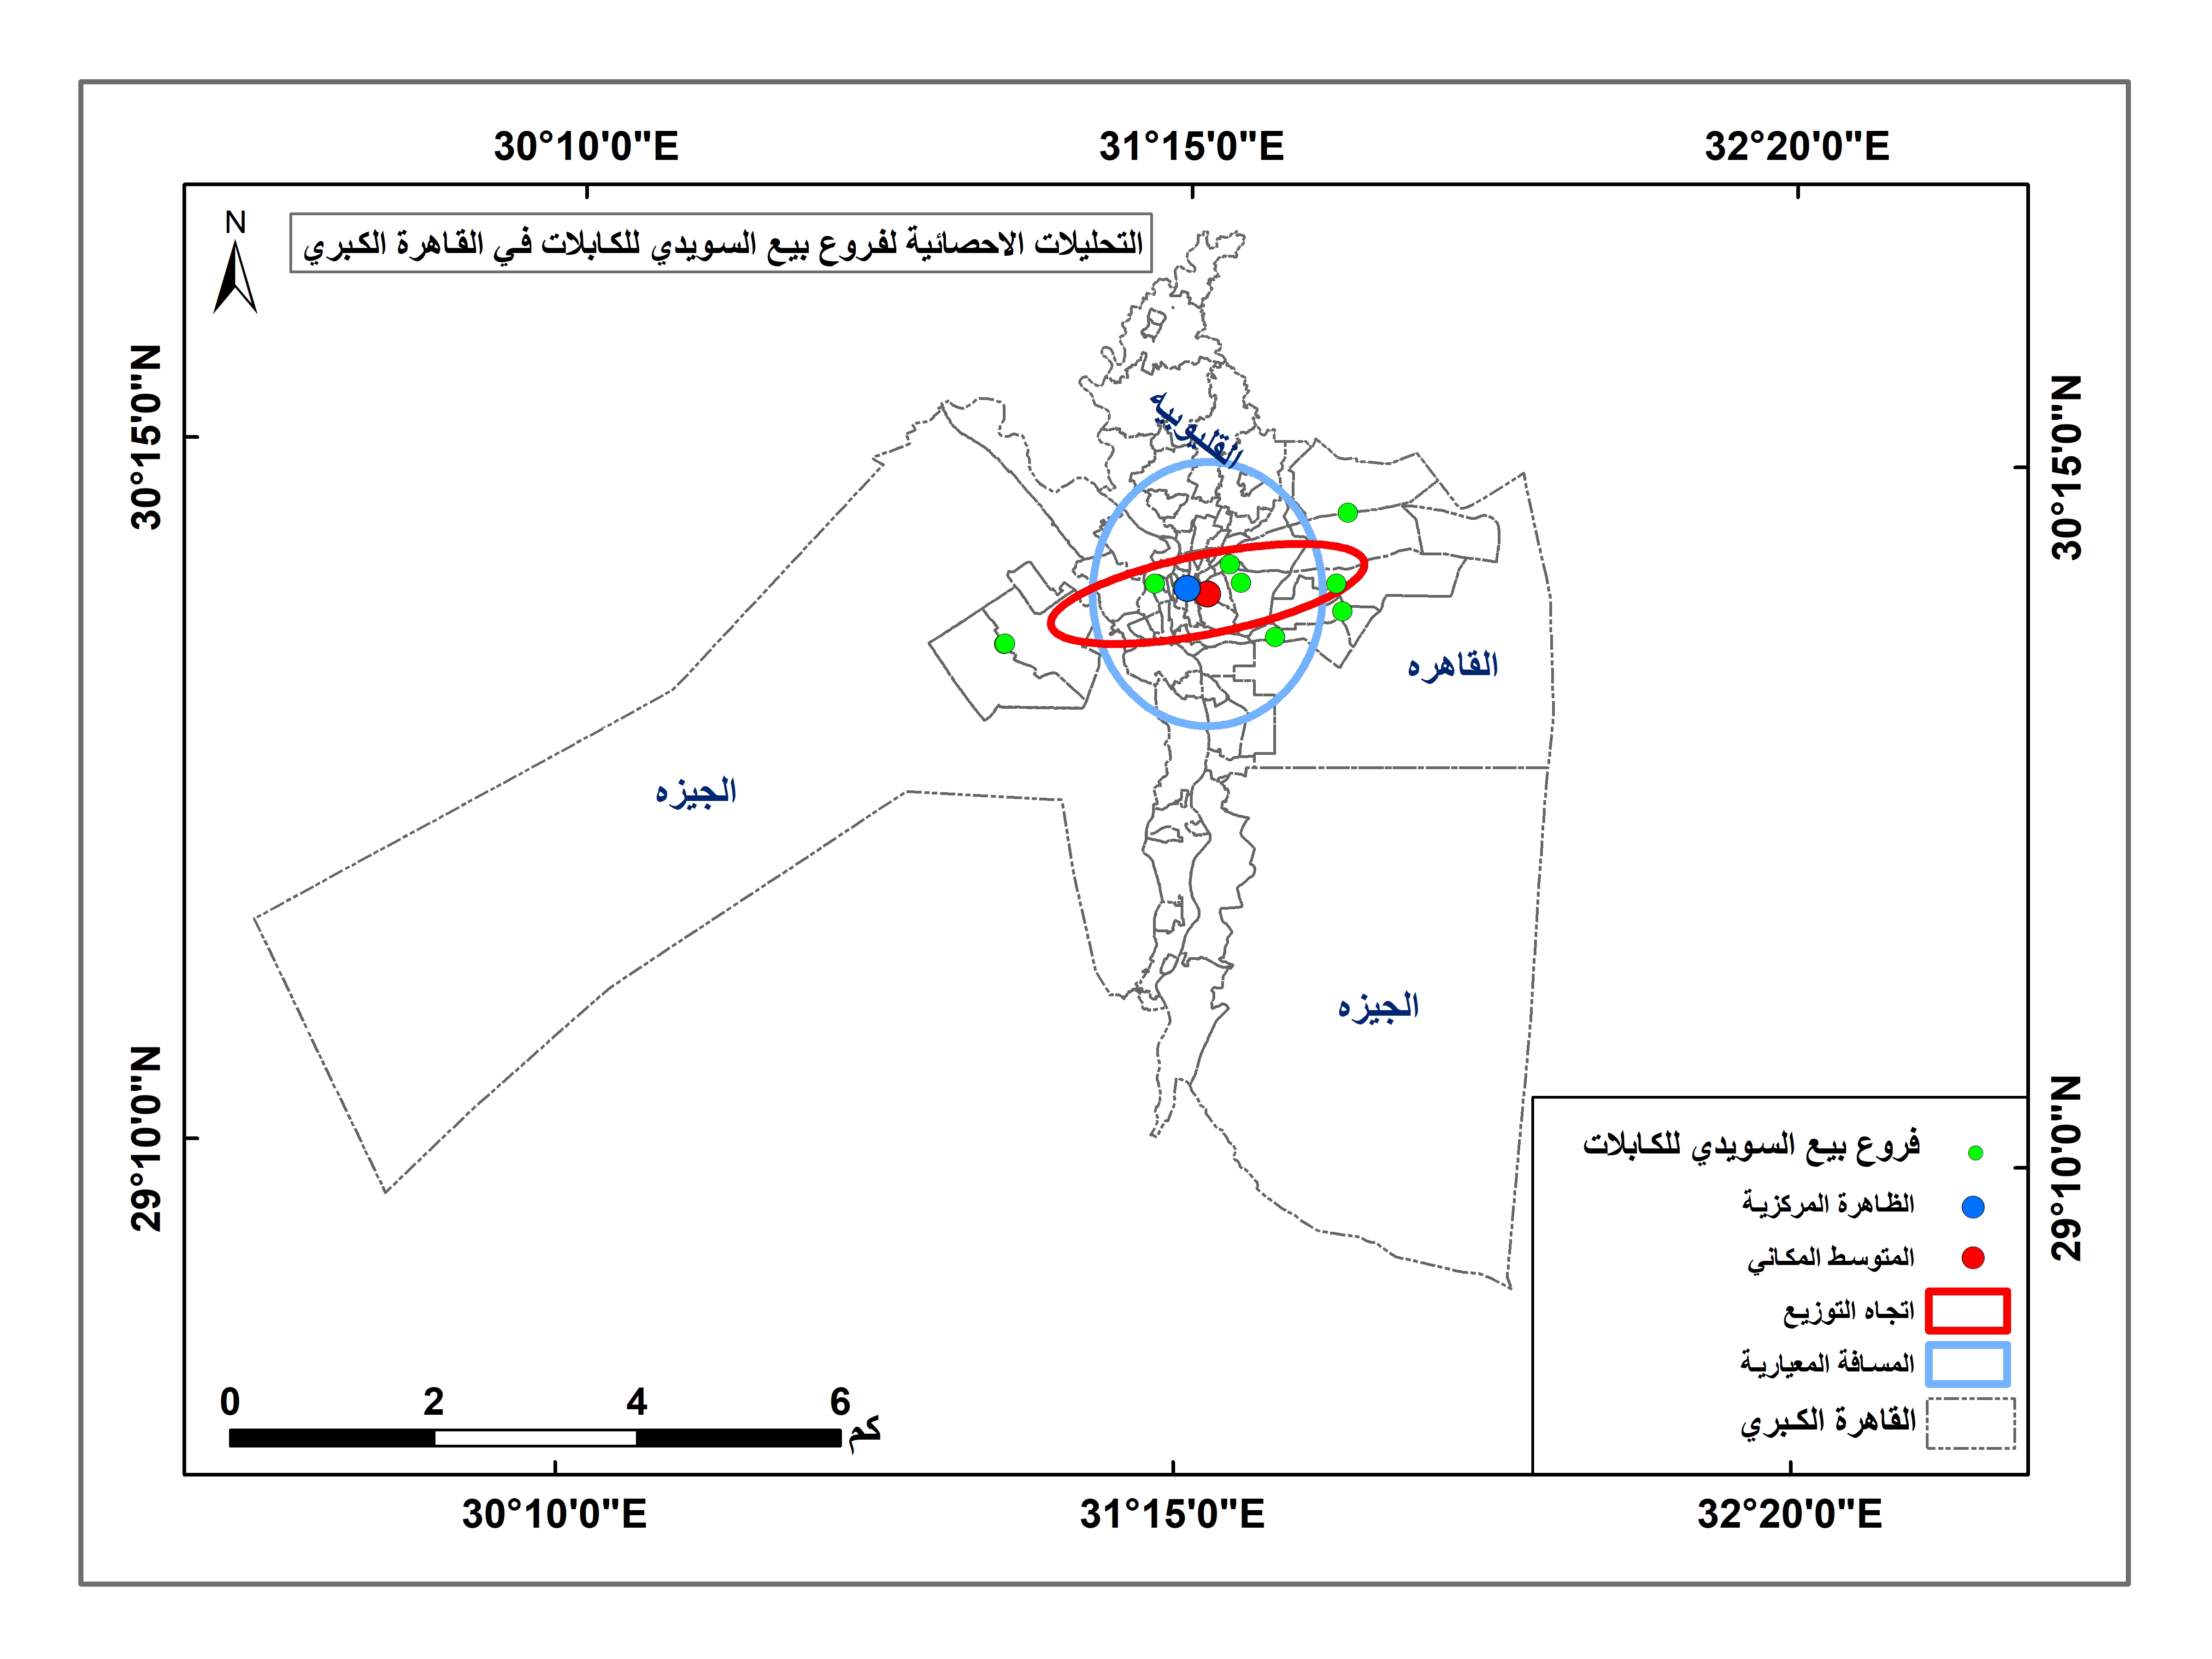 30°10'0"E
31°15'0"E
32°20'0"E
N
التحليلات الاحصائية لفروع بيع السويدي للكابلات في القاهرة الكبري
30°15'0"N
30°15'0"N
القليوبيه
القاهره
الجيزه
الجيزه
29°10'0"N
29°10'0"N
فروع بيع السويدي للكابلات
الظاهرة المركزية
المتوسط المكاني
اتجاه التوزيع
المسافة المعيارية
القاهرة الكبري
0 2 4 6
كم
30°10'0"E
31°15'0"E
32°20'0"E